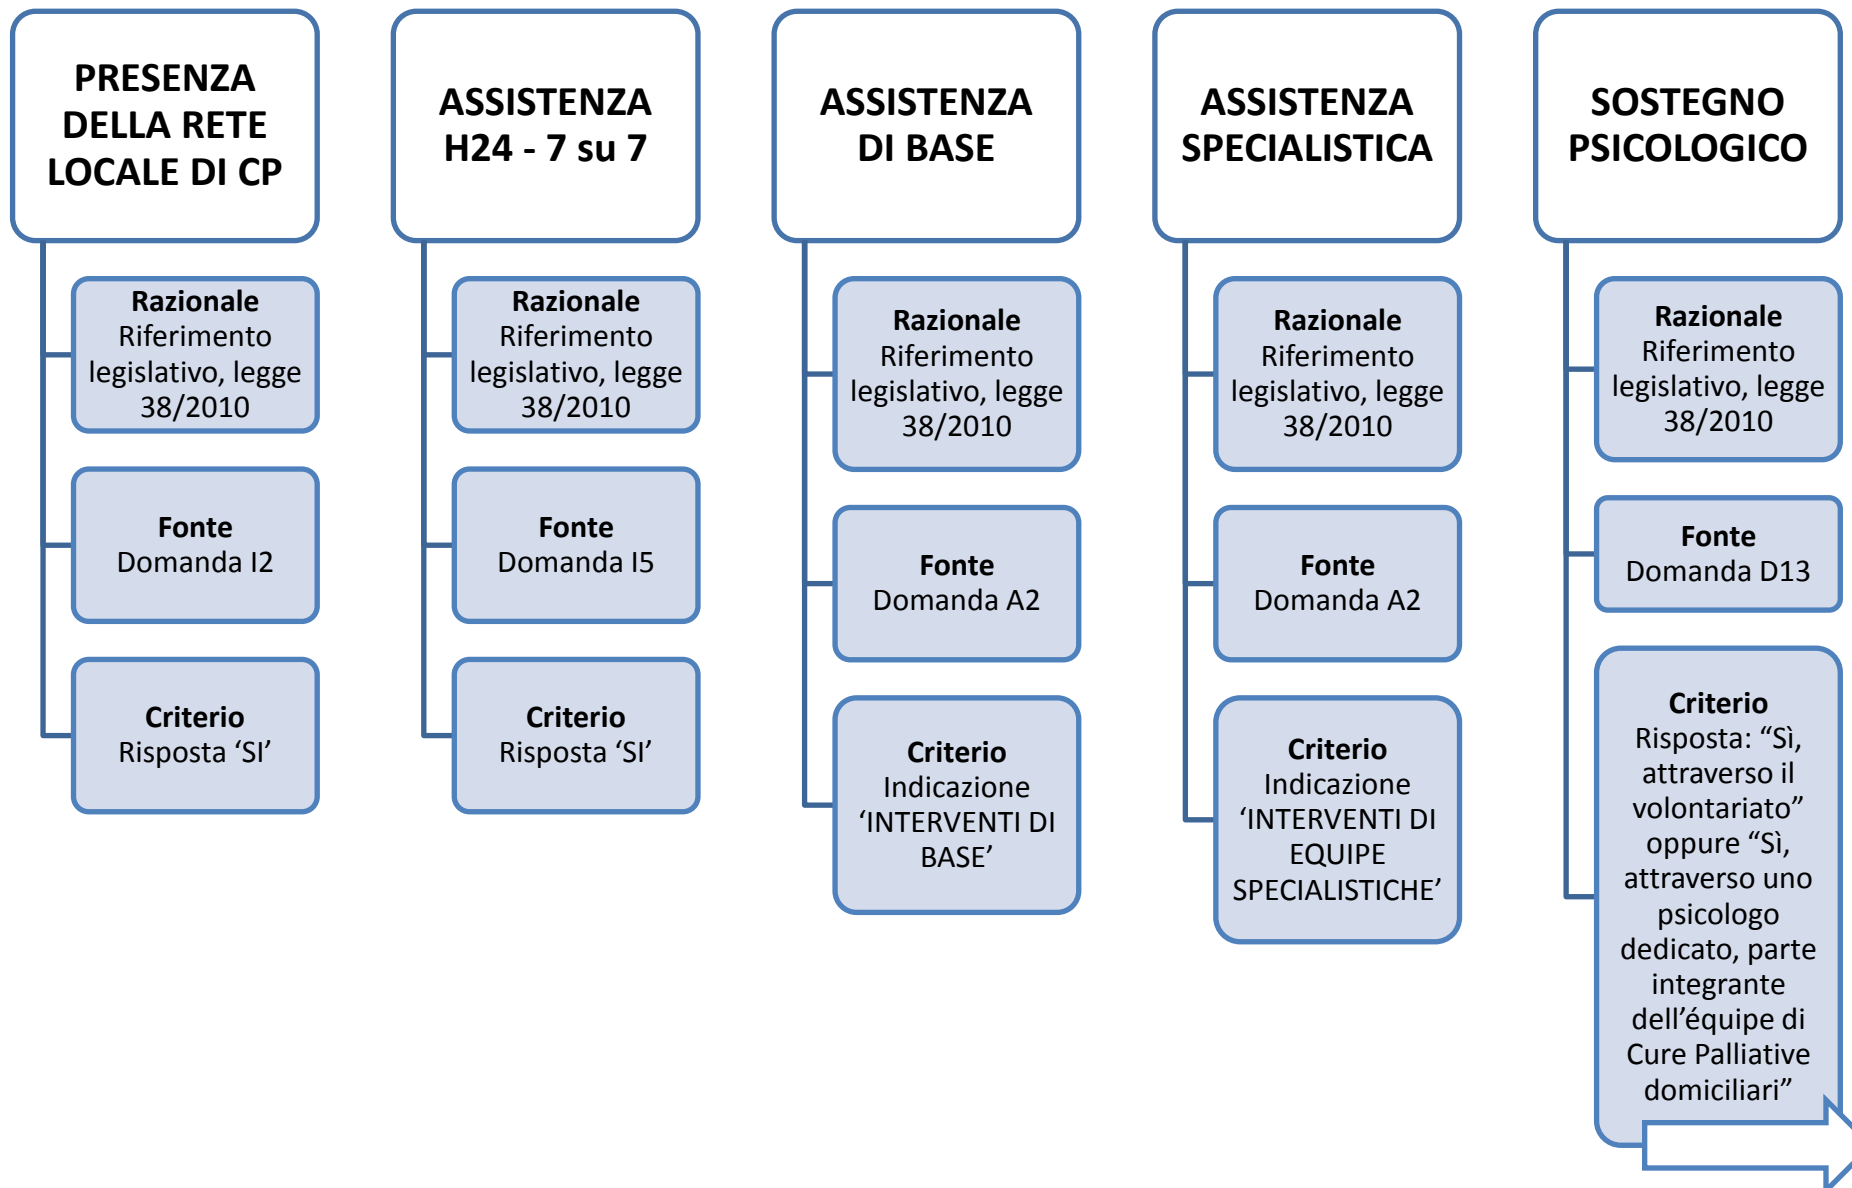 PRESENZA
DELLA RETE
LOCALE DI CP
Razionale
Riferimento
legislativo, legge
38/2010
Fonte
Domanda I2
Criterio
Risposta ‘SI’
ASSISTENZA
H24 - 7 su 7
Razionale
Riferimento
legislativo, legge
38/2010
Fonte
Domanda I5
Criterio
Risposta ‘SI’
ASSISTENZA
DI BASE
Razionale
Riferimento
legislativo, legge
38/2010
Fonte
Domanda A2
Criterio
Indicazione
‘INTERVENTI DI
BASE’
ASSISTENZA
SPECIALISTICA
Razionale
Riferimento
legislativo, legge
38/2010
Fonte
Domanda A2
Criterio
Indicazione
‘INTERVENTI DI
EQUIPE
SPECIALISTICHE’
SOSTEGNO
PSICOLOGICO
Razionale
Riferimento
legislativo, legge
38/2010
Fonte
Domanda D13
Criterio
Risposta: “Sì,
attraverso il
volontariato”
oppure “Sì,
attraverso uno
psicologo
dedicato, parte
integrante
dell’équipe di
Cure Palliative
domiciliari”